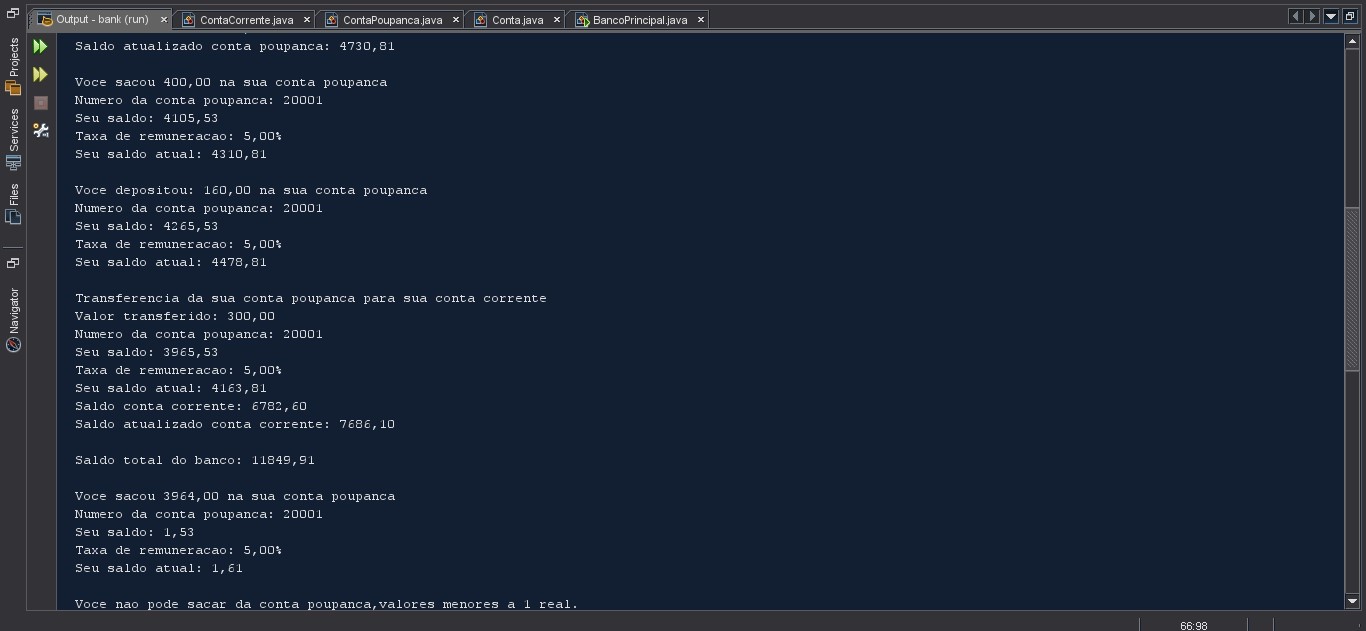 Output - bank (run)
ContaCorrente.java
ContaPoupanca.java
Conta.java
BancoPrincipal.java
Projects
Services
Files
Navigator
Saldo atualizado conta poupanca: 4730,81
Voce sacou 400,00 na sua conta poupanca
Numero da conta poupanca: 20001
Seu saldo: 4105,53
Taxa de remuneracao: 5,00%
Seu saldo atual: 4310,81
Voce depositou: 160,00 na sua conta poupanca
Numero da conta poupanca: 20001
Seu saldo: 4265,53
Taxa de remuneracao: 5,00%
Seu saldo atual: 4478,81
Transferencia da sua conta poupanca para sua conta corrente
Valor transferido: 300,00
Numero da conta poupanca: 20001
Seu saldo: 3965,53
Taxa de remuneracao: 5,00%
Seu saldo atual: 4163,81
Saldo conta corrente: 6782,60
Saldo atualizado conta corrente: 7686,10
Saldo total do banco: 11849,91
Voce sacou 3964,00 na sua conta poupanca
Numero da conta poupanca: 20001
Seu saldo: 1,53
Taxa de remuneracao: 5,00%
Seu saldo atual: 1,61
Voce nao pode sacar da conta poupanca,valores menores a 1 real.
66:98